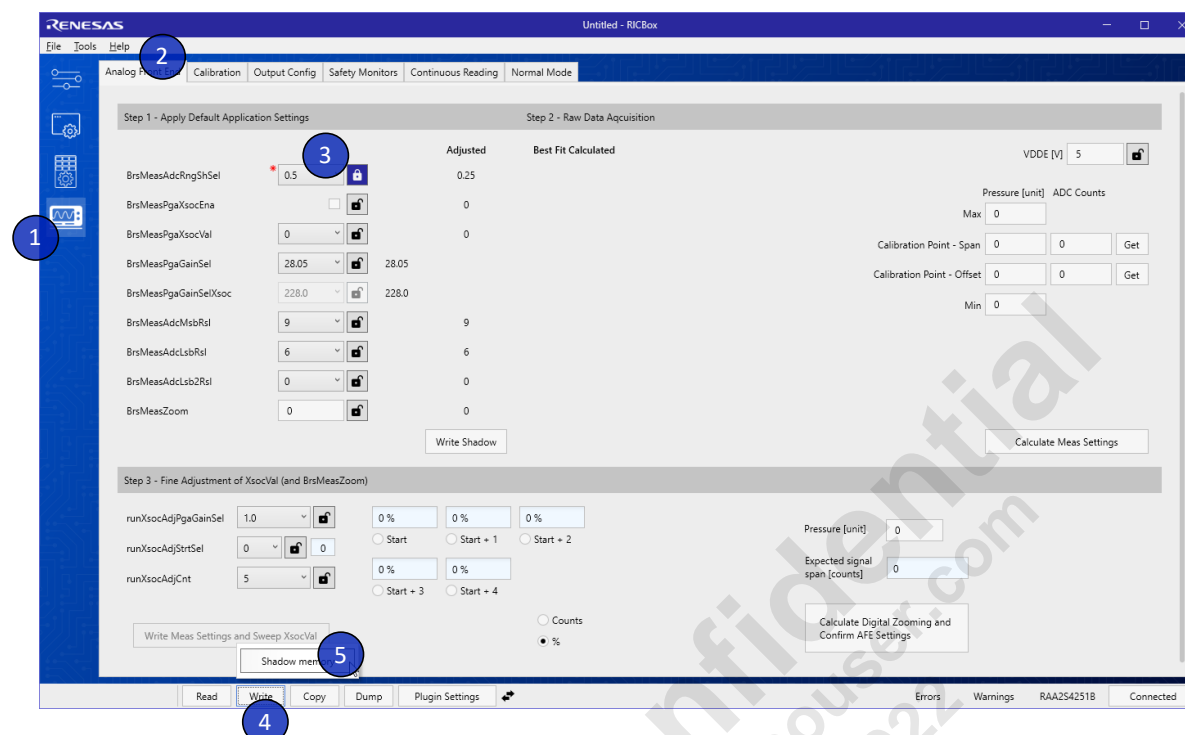 RENESAS Untitled - RICBox
File Tools Help
2
Analog Front End Calibration Output Config Safety Monitors Continuous Reading Normal Mode
Step 1 - Apply Default Application Settings Step 2 - Raw Data Aqcuisition
3
Adjusted Best Fit Calculated VDDE [V] 5
BrsMeasAdcRngShSel * 0.5 0.25
Pressure [unit] ADC Counts
BrsMeasPgaXsocEna 0
Max 0
1
BrsMeasPgaXsocVal 0 0
Calibration Point - Span 0 0 Get
BrsMeasPgaGainSel 28.05 28.05
Calibration Point - Offset 0 0 Get
BrsMeasPgaGainSelXsoc 228.0 228.0
Min 0
BrsMeasAdcMsbRsl 9 9
BrsMeasAdcLsbRsl 6 6
BrsMeasAdcLsb2Rsl 0 0
BrsMeasZoom 0 0
Write Shadow Calculate Meas Settings
Step 3 - Fine Adjustment of XsocVal (and BrsMeasZoom)
runXsocAdjPgaGainSel 1.0 0 % 0 % 0 %
Pressure [unit] 0
Start Start + 1 Start + 2
runXsocAdjStrtSel 0 0
Expected signal
span [counts] 0
runXsocAdjCnt 5 0 % 0 %
Start + 3 Start + 4
Counts
%
Calculate Digital Zooming and
Confirm AFE Settings
Write Meas Settings and Sweep XsocVal
Shadow memory 5
Read Write Copy Dump Plugin Settings Errors Warnings RAA2S4251B Connected
4